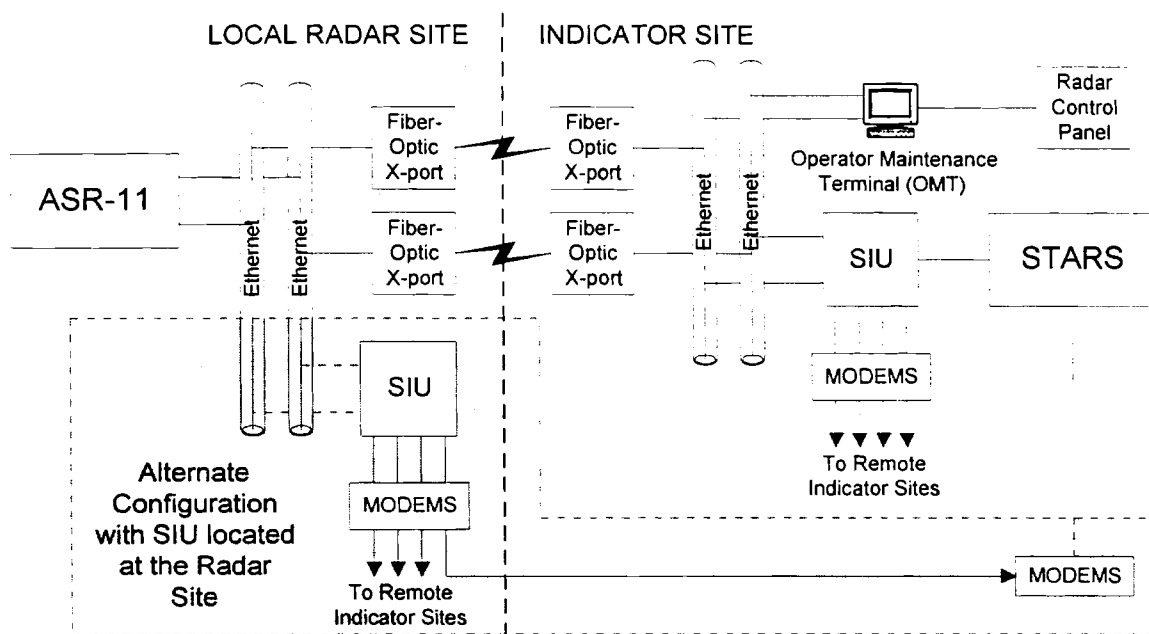 LOCAL RADAR SITE
INDICATOR SITE
ASR-11
Ethernet
Ethernet
Fiber-
Optic
X-port
Fiber-
Optic
X-port
Fiber-
Optic
X-port
Fiber-
Optic
X-port
Ethernet
Ethernet
Operator Maintenance
Terminal (OMT)
Radar
Control
Panel
SIU
STARS
MODEMS
To Remote
Indicator Sites
SIU
MODEMS
To Remote
Indicator Sites
Alternate
Configuration
with SIU located
at the Radar
Site
MODEMS